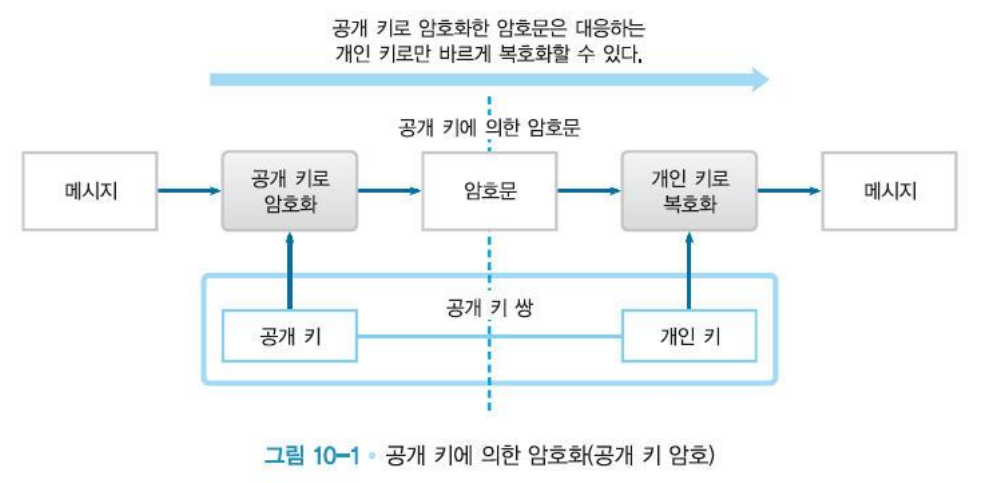 공개 키로 암호화한 암호문은 대응하는
개인 키로만 바르게 복호화할 수 있다.
공개 키에 의한 암호문
메시지
공개 키로
암호화
암호문
개인 키로
복호화
메시지
공개 키 쌍
공개 키
개인 키
그림 10-1 • 공개 키에 의한 암호화(공개 키 암호)